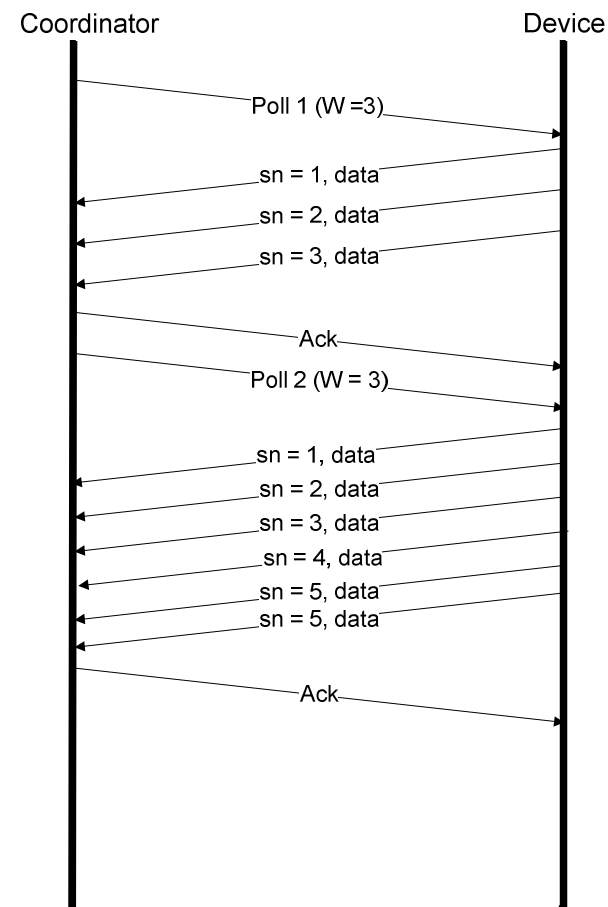 Coordinator Device
Poll 1 (W =3)
sn = 1, data
sn = 2, data
sn = 3, data
Ack
Poll 2 (W = 3)
sn = 1, data
sn = 2, data
sn = 3, data
sn = 4, data
sn = 5, data
sn = 5, data
Ack